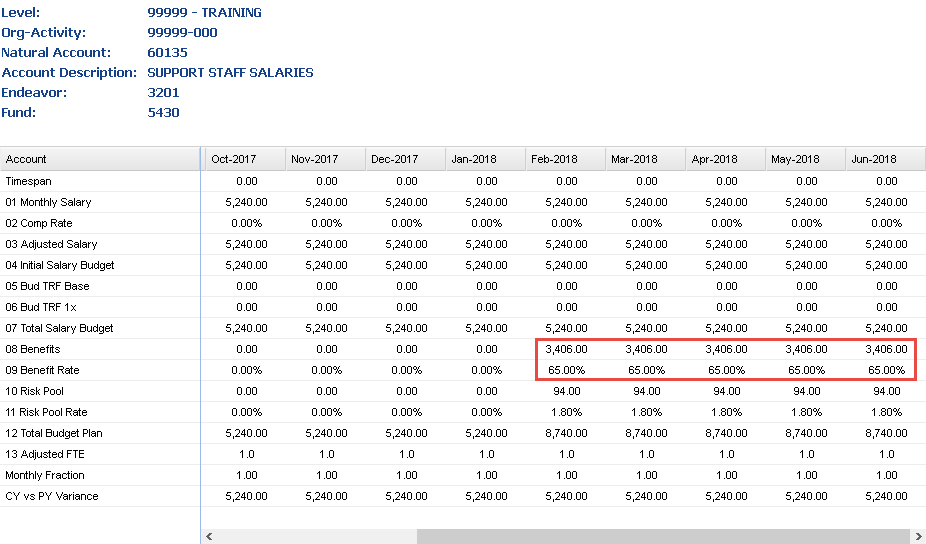 Level: 99999 - TRAINING
Org-Activity: 99999-000
Natural Account: 60135
Account Description: SUPPORT STAFF SALARIES
Endeavor: 3201
Fund: 5430
Account Oct-2017 Nov-2017 Dec-2017 Jan-2018 Feb-2018 Mar-2018 Apr-2018 May-2018 Jun-2018
Timespan 0.00 0.00 0.00 0.00 0.00 0.00 0.00 0.00 0.00
01 Monthly Salary 5,240.00 5,240.00 5,240.00 5,240.00 5,240.00 5,240.00 5,240.00 5,240.00 5,240.00
02 Comp Rate 0.00% 0.00% 0.00% 0.00% 0.00% 0.00% 0.00% 0.00% 0.00%
03 Adjusted Salary 5,240.00 5,240.00 5,240.00 5,240.00 5,240.00 5,240.00 5,240.00 5,240.00 5,240.00
04 Initial Salary Budget 5,240.00 5,240.00 5,240.00 5,240.00 5,240.00 5,240.00 5,240.00 5,240.00 5,240.00
05 Bud TRF Base 0.00 0.00 0.00 0.00 0.00 0.00 0.00 0.00 0.00
06 Bud TRF 1x 0.00 0.00 0.00 0.00 0.00 0.00 0.00 0.00 0.00
07 Total Salary Budget 5,240.00 5,240.00 5,240.00 5,240.00 5,240.00 5,240.00 5,240.00 5,240.00 5,240.00
08 Benefits 0.00 0.00 0.00 0.00 3,406.00 3,406.00 3,406.00 3,406.00 3,406.00
09 Benefit Rate 0.00% 0.00% 0.00% 0.00% 65.00% 65.00% 65.00% 65.00% 65.00%
10 Risk Pool 0.00 0.00 0.00 0.00 94.00 94.00 94.00 94.00 94.00
11 Risk Pool Rate 0.00% 0.00% 0.00% 0.00% 1.80% 1.80% 1.80% 1.80% 1.80%
12 Total Budget Plan 5,240.00 5,240.00 5,240.00 5,240.00 8,740.00 8,740.00 8,740.00 8,740.00 8,740.00
13 Adjusted FTE 1.0 1.0 1.0 1.0 1.0 1.0 1.0 1.0 1.0
Monthly Fraction 1.00 1.00 1.00 1.00 1.00 1.00 1.00 1.00 1.00
CY vs PY Variance 5,240.00 5,240.00 5,240.00 5,240.00 5,240.00 5,240.00 5,240.00 5,240.00 5,240.00